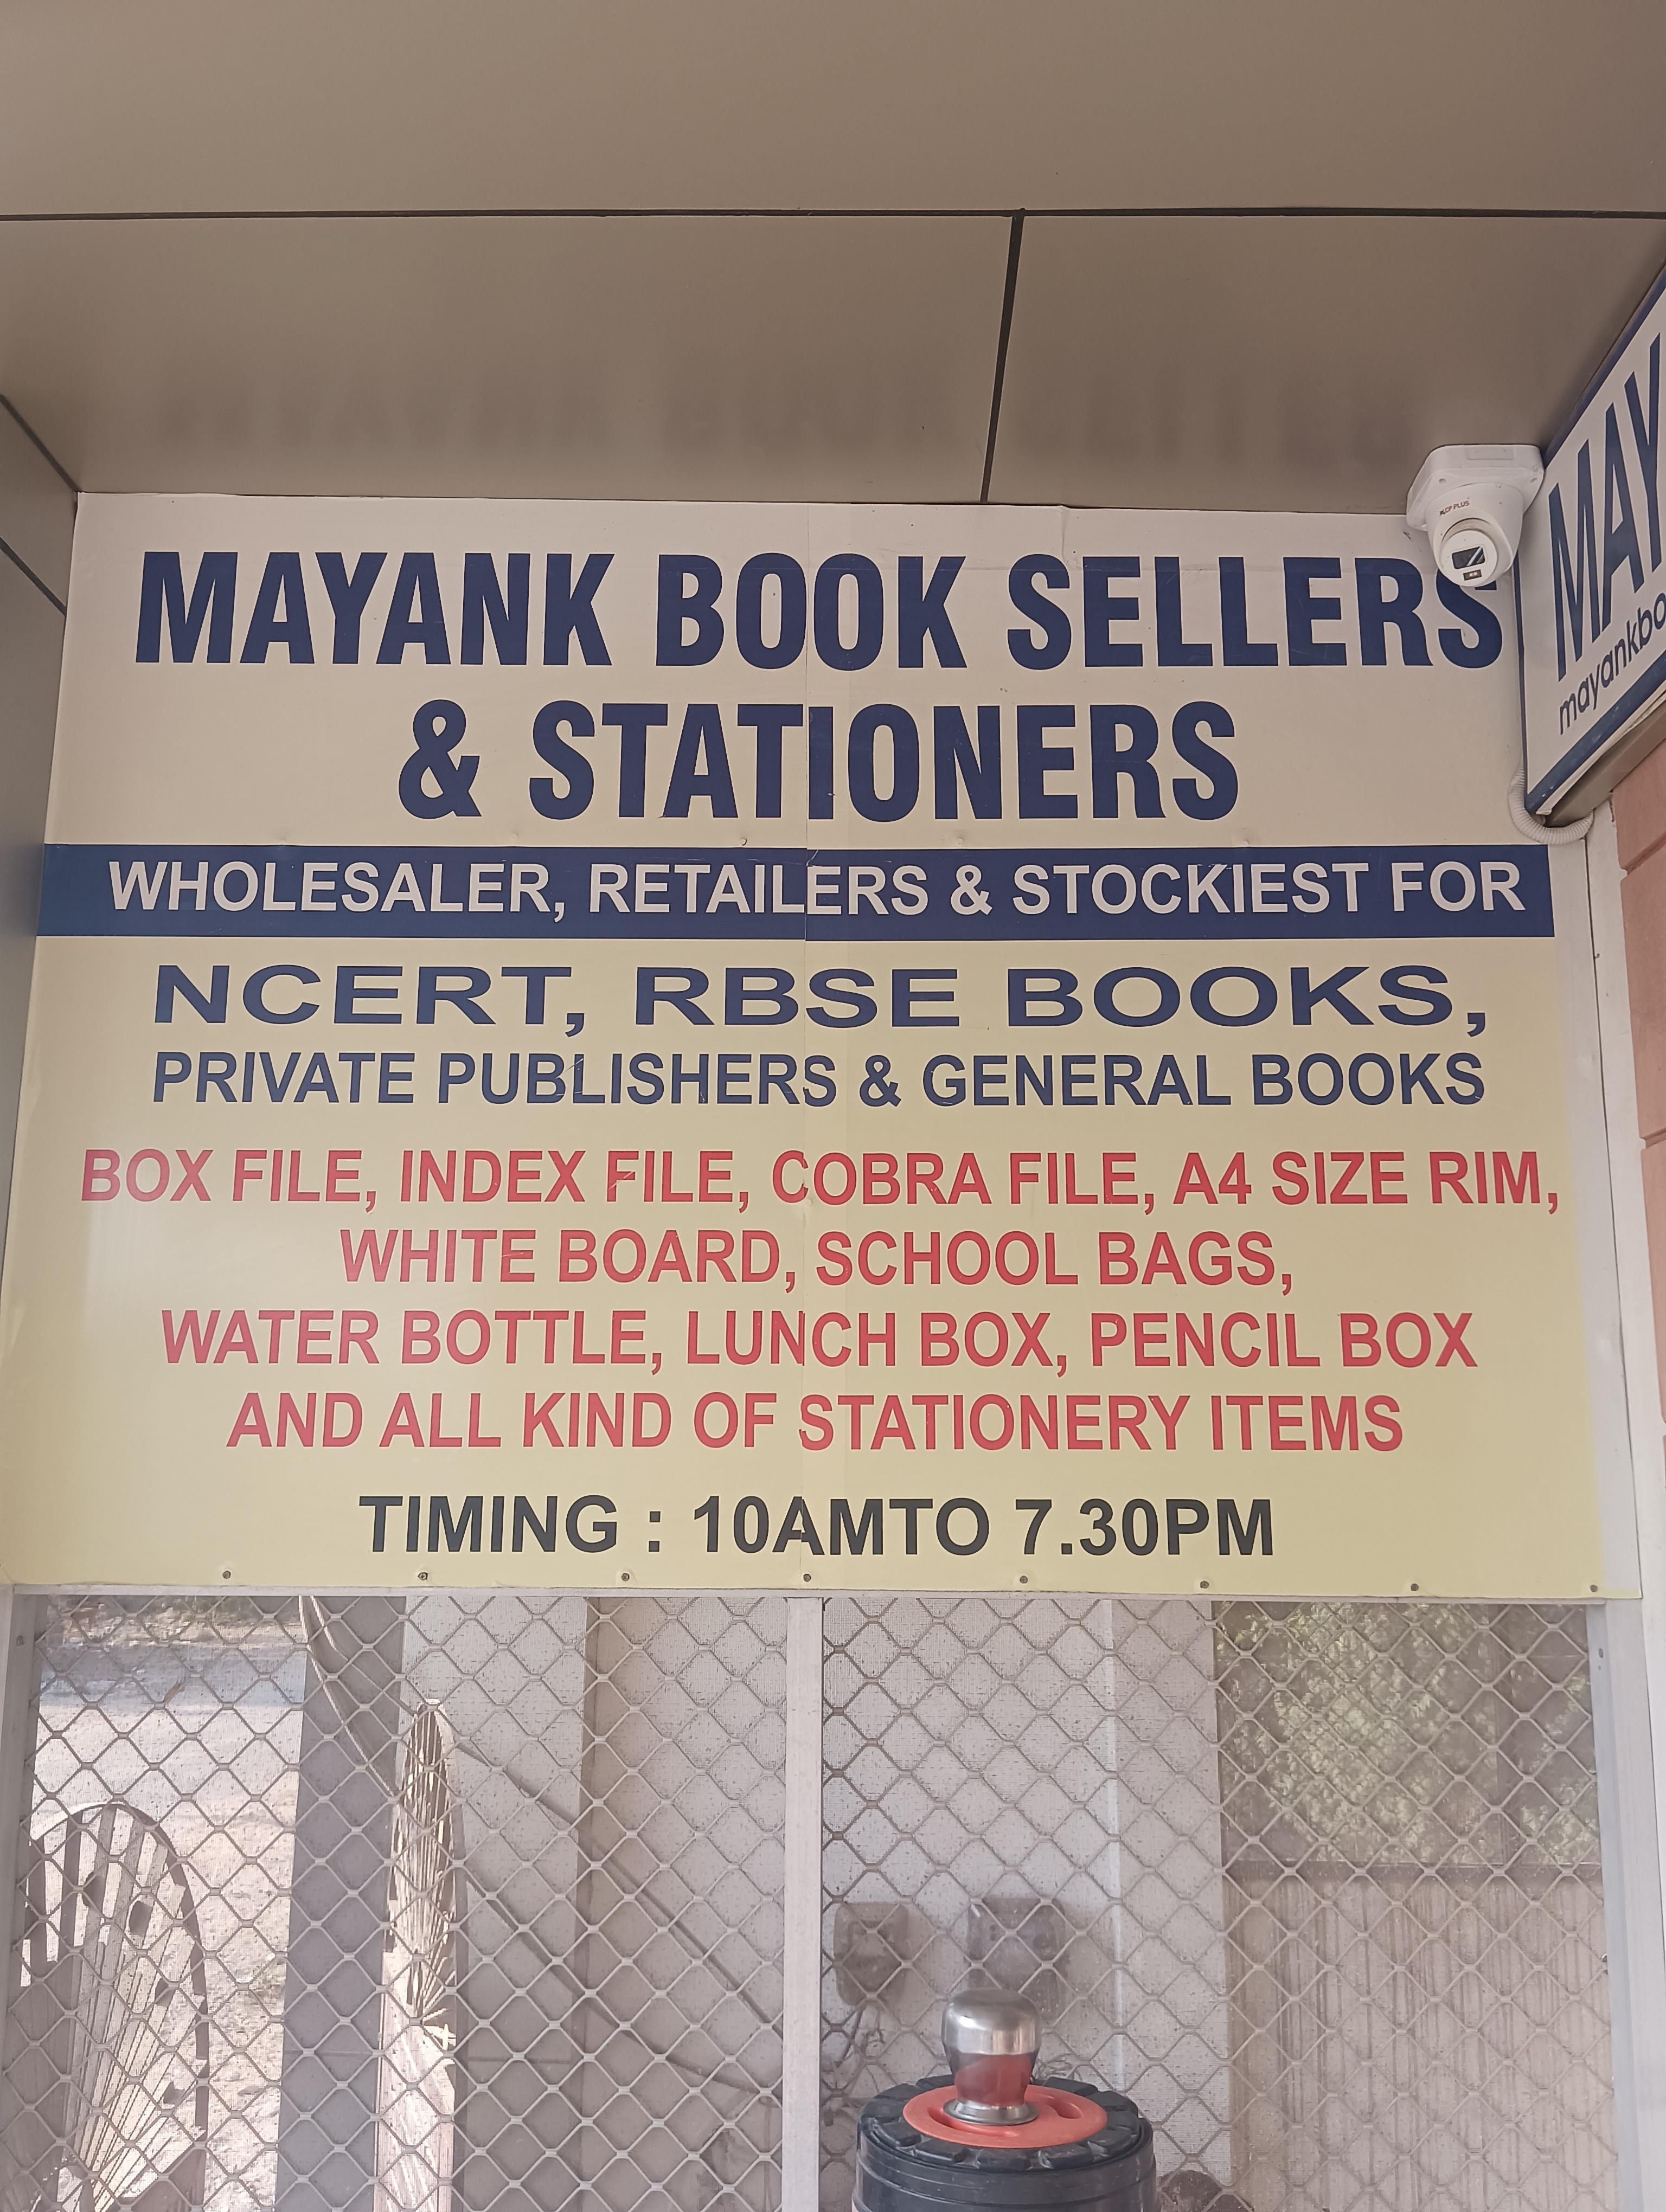 MAYANK BOOK SELLERS
& STATIONERS
WHOLESALER, RETAILERS & STOCKIEST FOR
NCERT, RBSE BOOKS,
PRIVATE PUBLISHERS & GENERAL BOOKS
BOX FILE, INDEX FILE, COBRA FILE, A4 SIZE RIM,
WHITE BOARD, SCHOOL BAGS,
WATER BOTTLE, LUNCH BOX, PENCIL BOX
AND ALL KIND OF STATIONERY ITEMS
TIMING : 10AMTO 7.30PM
CP PLUS
MAY
mayankbo